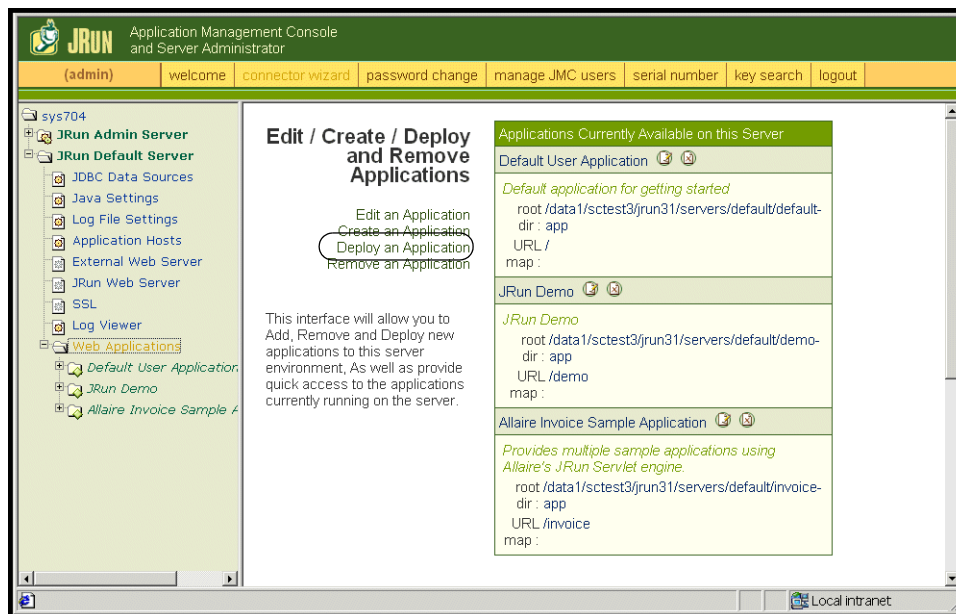 JRUN
Application Management Console
and Server Administrator
(admin) welcome connector wizard password change manage JMC users serial number key search logout
sys704
JRun Admin Server
JRun Default Server
JDBC Data Sources
Java Settings
Log File Settings
Application Hosts
External Web Server
JRun Web Server
SSL
Log Viewer
Web Applications
Default User Application
JRun Demo
Allaire Invoice Sample
Edit / Create / Deploy
and Remove
Applications
Edit an Application
Create an Application
Deploy an Application
Remove an Application
This interface will allow you to
Add, Remove and Deploy new
applications to this server
environment, As well as provide
quick access to the applications
currently running on the server.
Applications Currently Available on this Server
Default User Application
Default application for getting started
root /data1/sctest3/jrun31/servers/default/default-
dir : app
URL /
map :
JRun Demo
JRun Demo
root /data1/sctest3/jrun31/servers/default/demo-
dir : app
URL /demo
map :
Allaire Invoice Sample Application
Provides multiple sample applications using
Allaire's JRun Servlet engine.
root /data1/sctest3/jrun31/servers/default/invoice-
dir : app
URL /invoice
map :
Local intranet